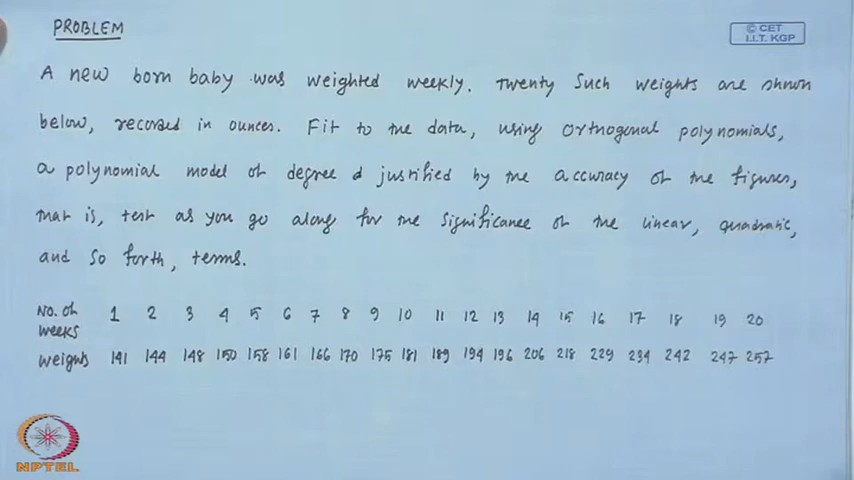 PROBLEM
© CET
I.I.T. KGP
A new born baby was weighted weekly. Twenty such weights are shown
below, recorded in ounces. Fit to the data, using orthogonal polynomials,
a polynomial model of degree d justified by the accuracy of the figures,
that is, test as you go along for the significance of the linear, quadratic,
and so forth, terms.
No. of weeks 1 2 3 4 5 6 7 8 9 10 11 12 13 14 15 16 17 18 19 20
weights 141 144 148 150 158 161 166 170 175 181 189 194 196 206 218 229 234 242 247 257
NPTEL